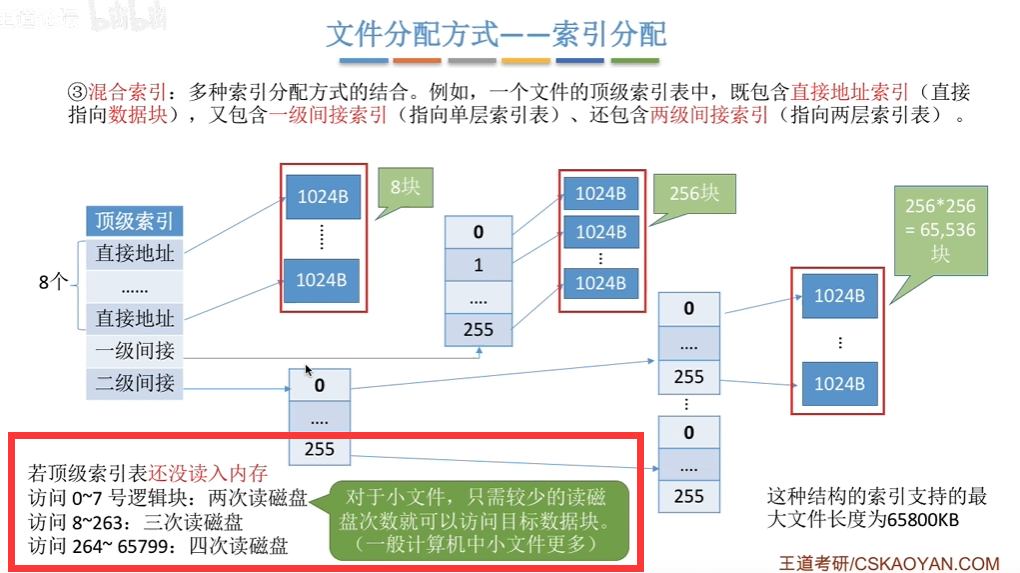 王道论坛 bilibili
文件分配方式——索引分配
③混合索引：多种索引分配方式的结合。例如，一个文件的顶级索引表中，既包含直接地址索引（直接
指向数据块），又包含一级间接索引（指向单层索引表）、还包含两级间接索引（指向两层索引表）。
顶级索引
直接地址
......
直接地址
一级间接
二级间接
8个
1024B
1024B
8块
0
1
....
255
1024B
1024B
1024B
256块
0
....
255
0
....
255
0
....
255
1024B
1024B
256*256
= 65,536
块
若顶级索引表还没读入内存
访问 0~7 号逻辑块：两次读磁盘
访问 8~263：三次读磁盘
访问 264~ 65799：四次读磁盘
对于小文件，只需较少的读磁
盘次数就可以访问目标数据块。
（一般计算机中小文件更多）
这种结构的索引支持的最
大文件长度为65800KB
王道考研/CSKAOYAN.COM